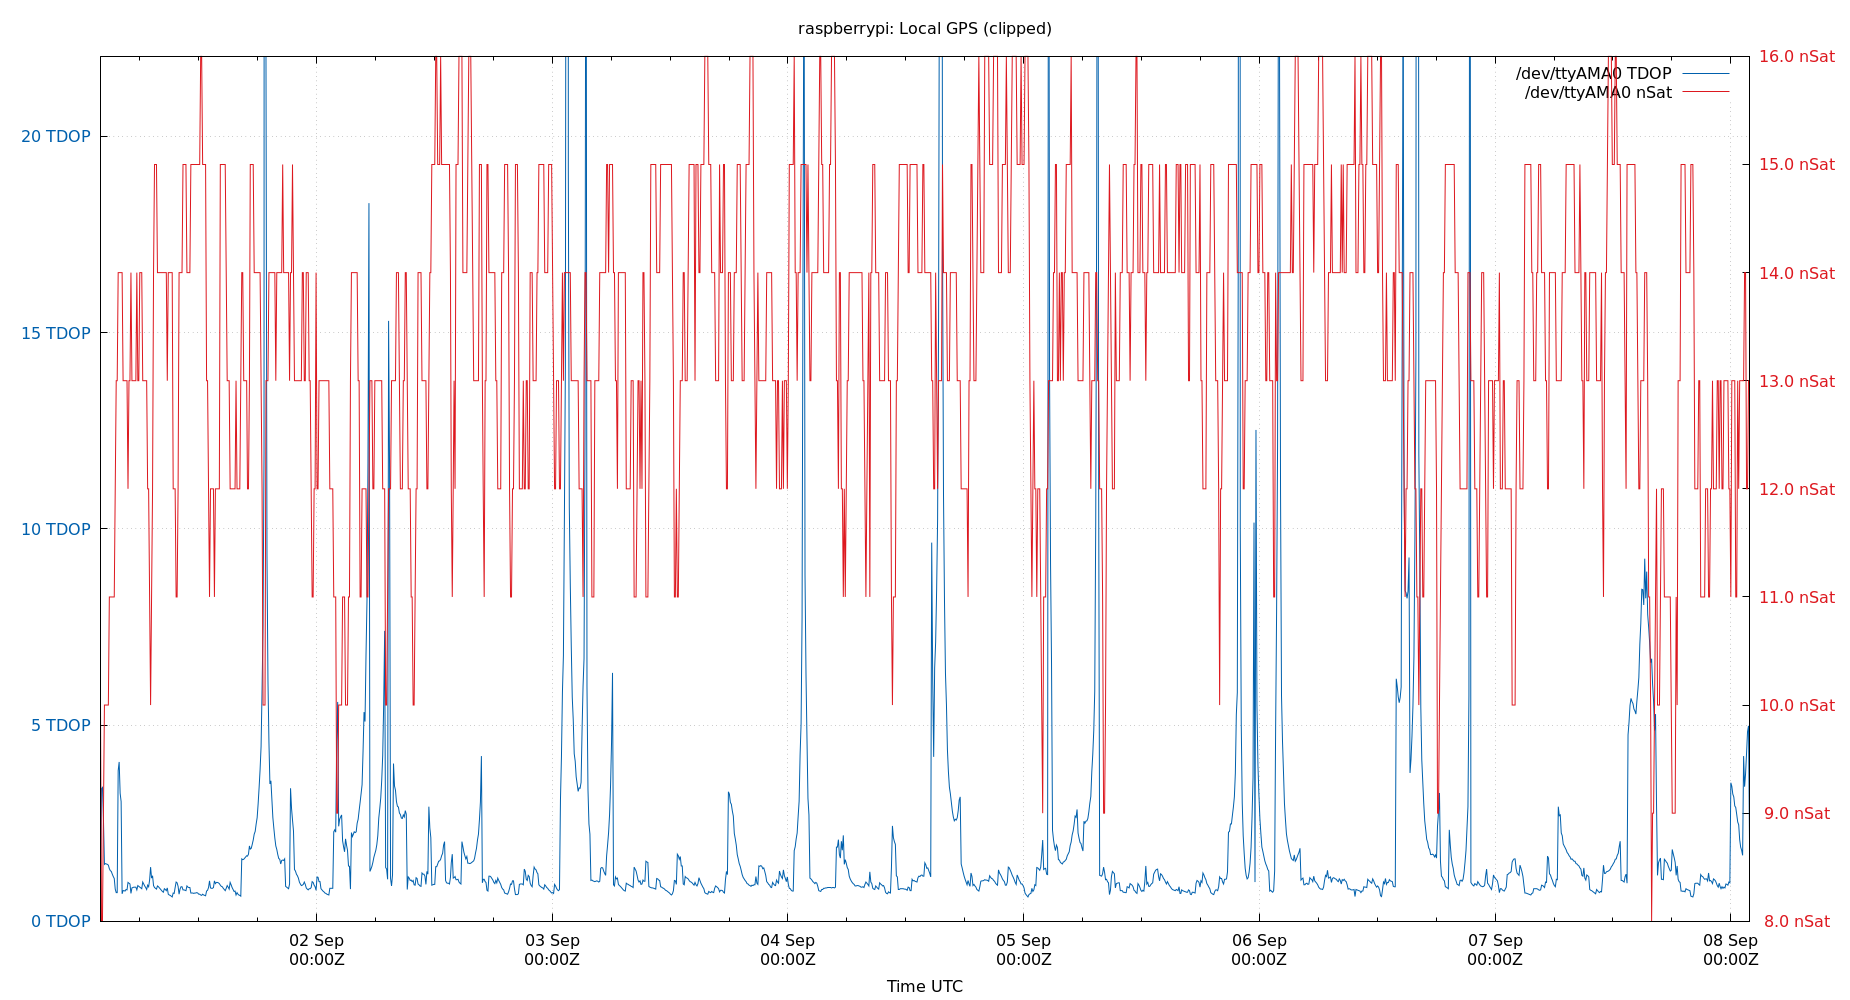 raspberrypi: Local GPS (clipped)
16.0 nSat
/dev/ttyAMA0 TDOP
/dev/ttyAMA0 nSat
20 TDOP
15.0 nSat
14.0 nSat
15 TDOP
13.0 nSat
12.0 nSat
10 TDOP
11.0 nSat
10.0 nSat
5 TDOP
9.0 nSat
0 TDOP
8.0 nSat
02 Sep
00:00Z
03 Sep
00:00Z
04 Sep
00:00Z
05 Sep
00:00Z
06 Sep
00:00Z
07 Sep
00:00Z
08 Sep
00:00Z
Time UTC